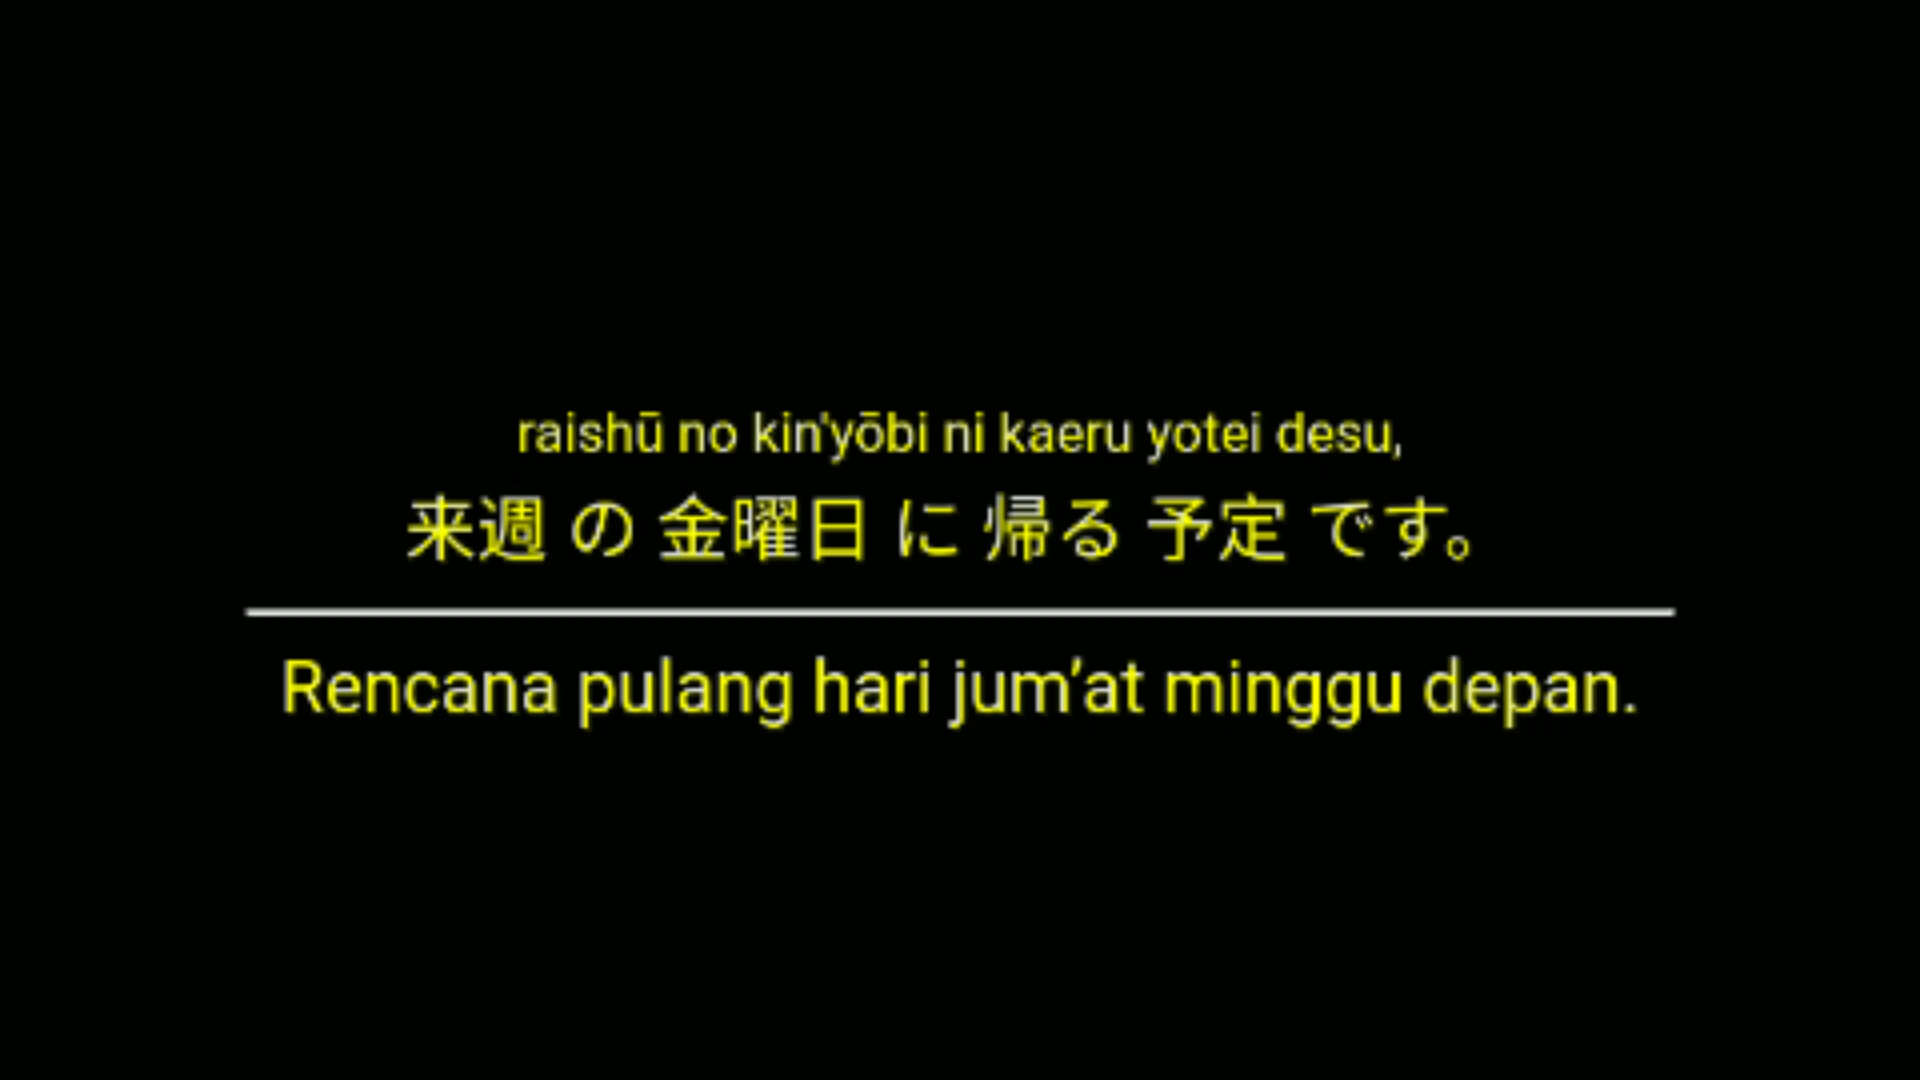 raishū no kin'yōbi ni kaeru yotei desu,
来週 の 金曜日 に 帰る 予定 です。
Rencana pulang hari jum’at minggu depan.